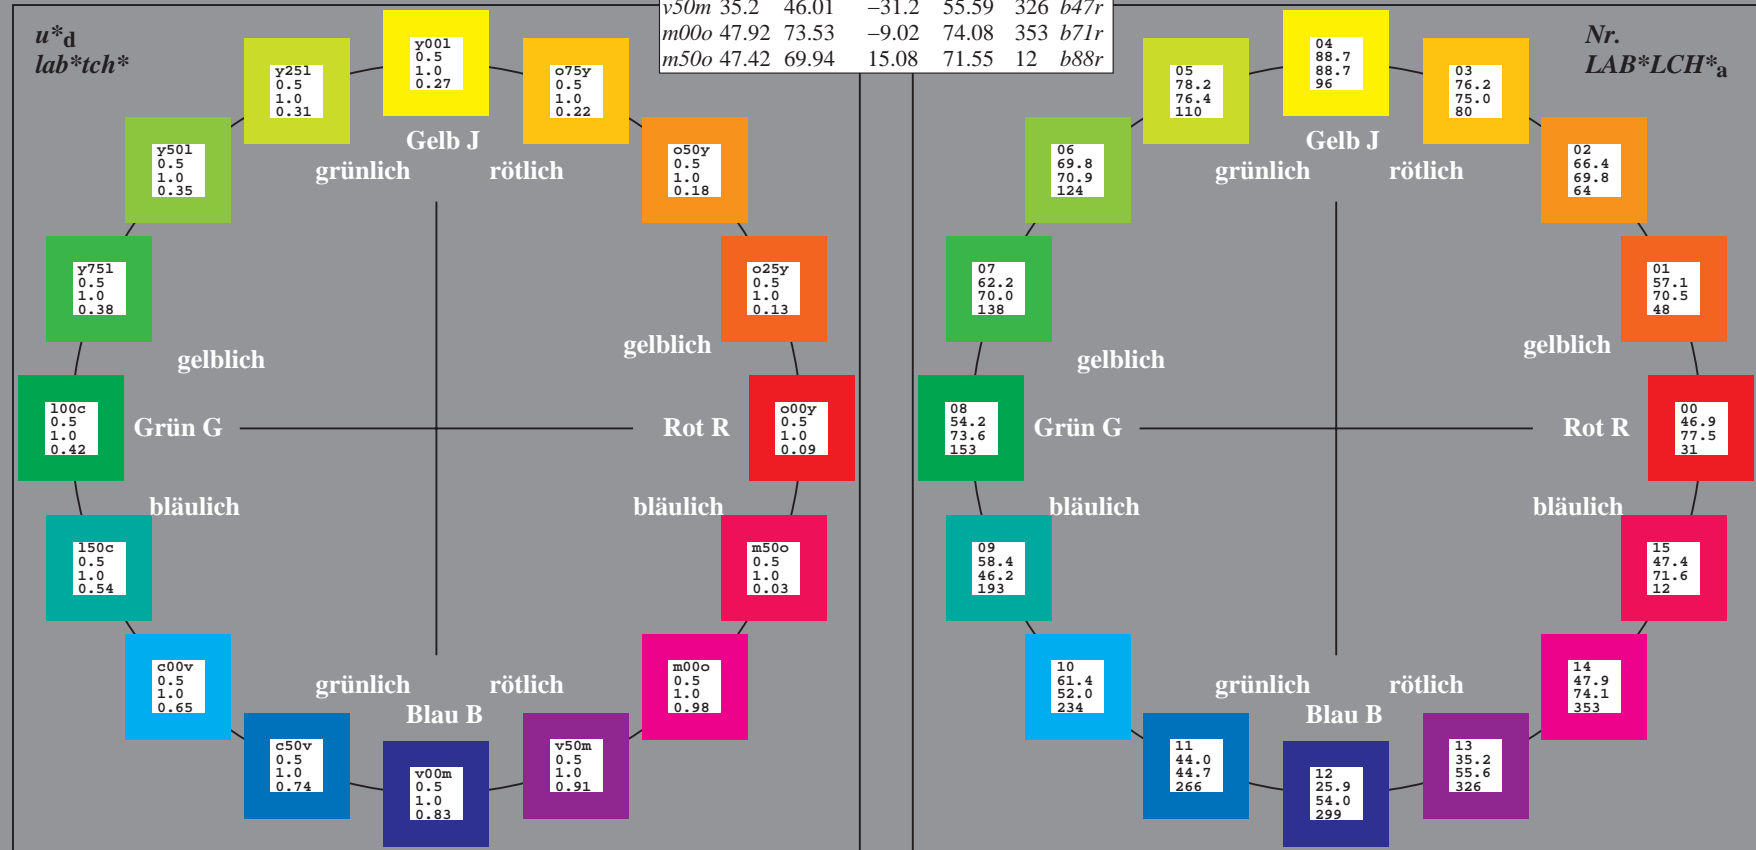 v50m 35.2 46.01 −31.2 55.59 326 b47r
m00o 47.92 73.53 −9.02 74.08 353 b71r
m50o 47.42 69.94 15.08 71.55 12 b88r
u*d
lab*tch*
y00l
0.5
1.0
0.27
y25l
0.5
1.0
0.31
o75y
0.5
1.0
0.22
y50l
0.5
1.0
0.35
o50y
0.5
1.0
0.18
Gelb J
grünlich rötlich
y75l
0.5
1.0
0.38
o25y
0.5
1.0
0.13
gelblich
gelblich
l00c
0.5
1.0
0.42
Grün G
Rot R
o00y
0.5
1.0
0.09
bläulich
bläulich
l50c
0.5
1.0
0.54
m50o
0.5
1.0
0.03
c00v
0.5
1.0
0.65
m00o
0.5
1.0
0.98
grünlich rötlich
Blau B
c50v
0.5
1.0
0.74
v50m
0.5
1.0
0.91
v00m
0.5
1.0
0.83
Nr.
LAB*LCH*a
04
88.7
88.7
96
05
78.2
76.4
110
03
76.2
75.0
80
06
69.8
70.9
124
02
66.4
69.8
64
Gelb J
grünlich rötlich
07
62.2
70.0
138
01
57.1
70.5
48
gelblich
gelblich
08
54.2
73.6
153
Grün G
Rot R
00
46.9
77.5
31
bläulich
bläulich
09
58.4
46.2
193
15
47.4
71.6
12
10
61.4
52.0
234
14
47.9
74.1
353
grünlich rötlich
Blau B
11
44.0
44.7
266
13
35.2
55.6
326
12
25.9
54.0
299